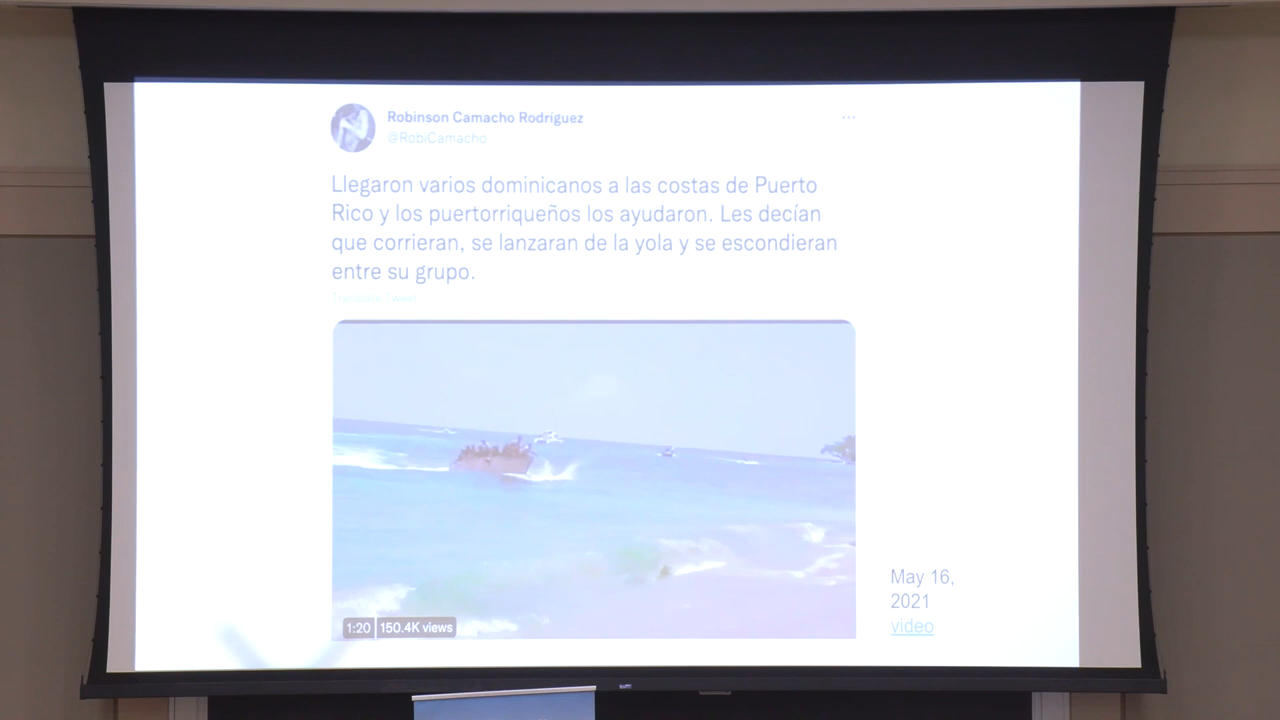 Robinson Camacho Rodríguez
@RobiCamacho
Llegaron varios dominicanos a las costas de Puerto
Rico y los puertorriqueños los ayudaron. Les decían
que corrieran, se lanzaran de la yola y se escondieran
entre su grupo.
Translate Tweet
1:20 150.4K views
May 16,
2021
video